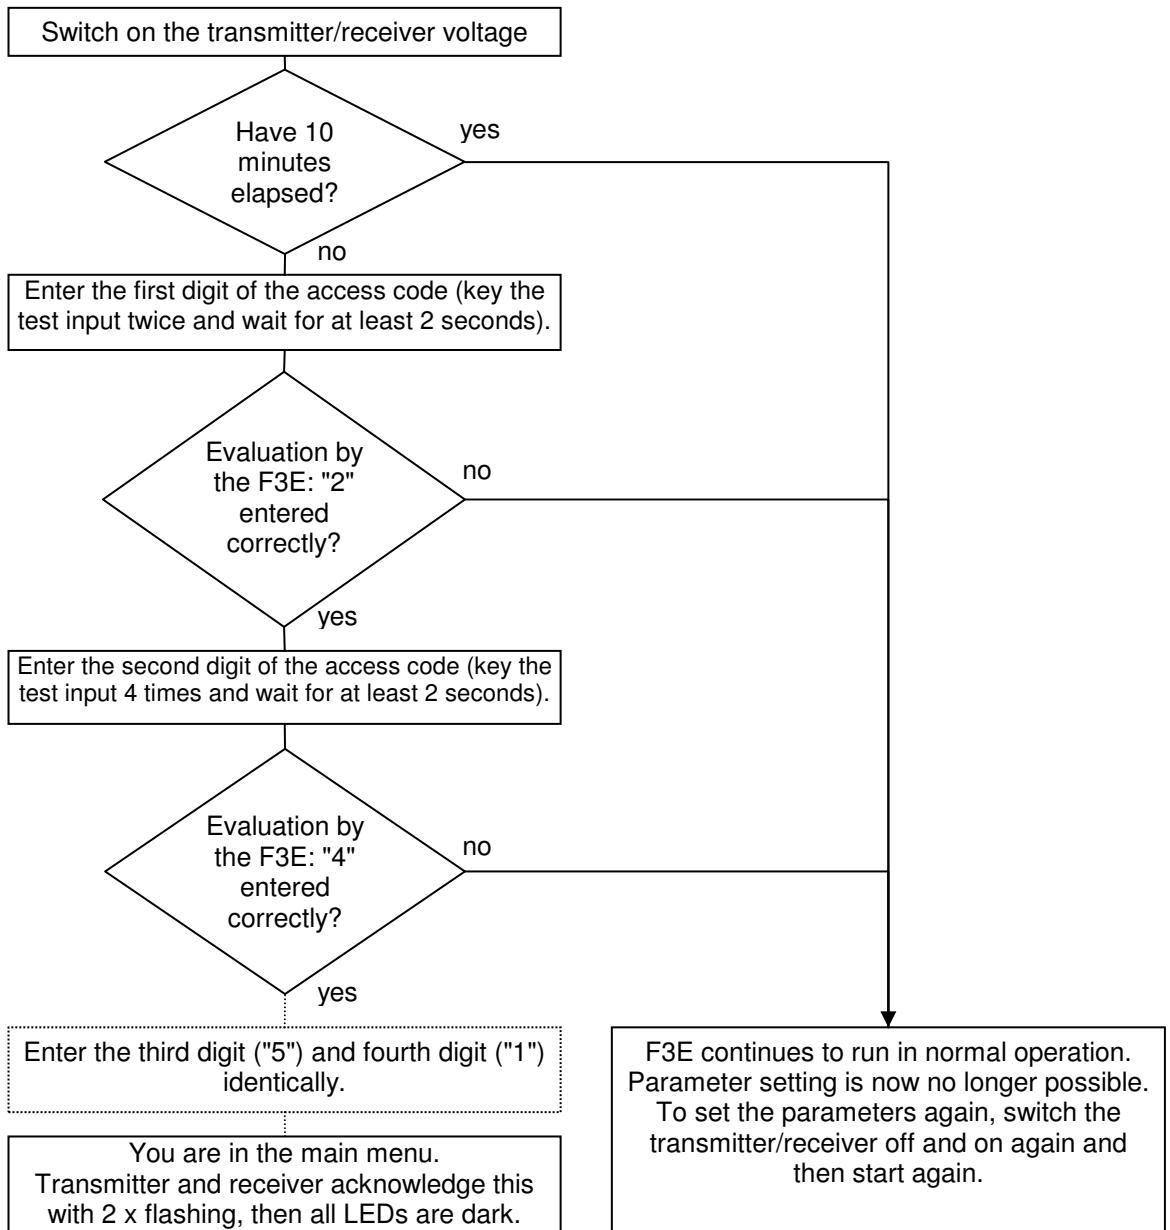 Switch on the transmitter/receiver voltage
Have 10
minutes
elapsed?
yes
no
Enter the first digit of the access code (key the
test input twice and wait for at least 2 seconds).
Evaluation by
the F3E: "2"
entered
correctly?
no
yes
Enter the second digit of the access code (key the
test input 4 times and wait for at least 2 seconds).
Evaluation by
the F3E: "4"
entered
correctly?
no
yes
Enter the third digit ("5") and fourth digit ("1")
identically.
You are in the main menu.
Transmitter and receiver acknowledge this
with 2 x flashing, then all LEDs are dark.
F3E continues to run in normal operation.
Parameter setting is now no longer possible.
To set the parameters again, switch the
transmitter/receiver off and on again and
then start again.